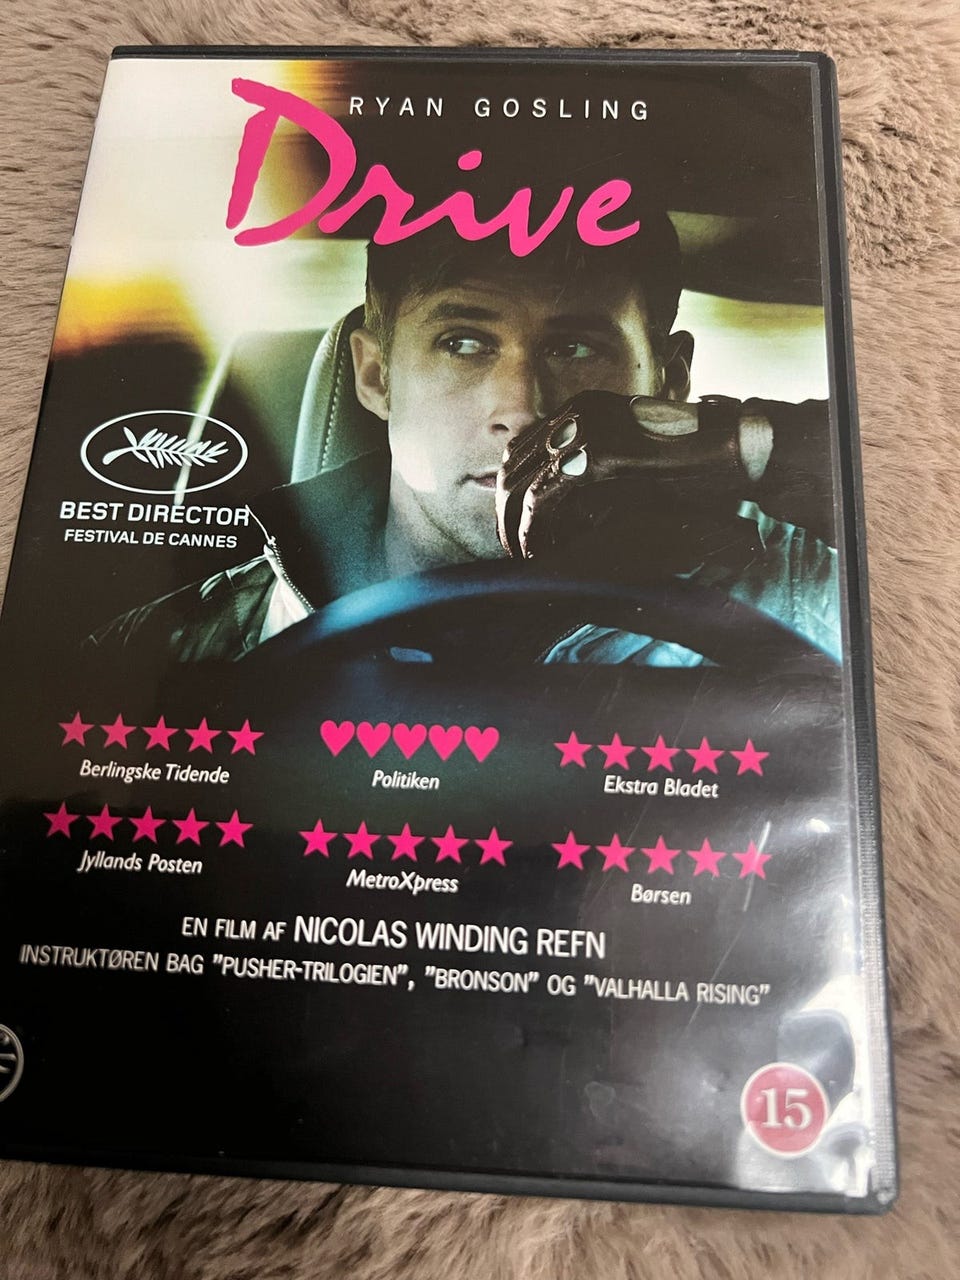 RYAN GOSLING
Drive
BEST DIRECTOR
FESTIVAL DE CANNES
Berlingske Tidende
Politiken
Ekstra Bladet
Jyllands Posten
MetroXpress
Børsen
EN FILM AF NICOLAS WINDING REFN
INSTRUKTØREN BAG "PUSHER-TRILOGIEN", "BRONSON" OG "VALHALLA RISING"
15